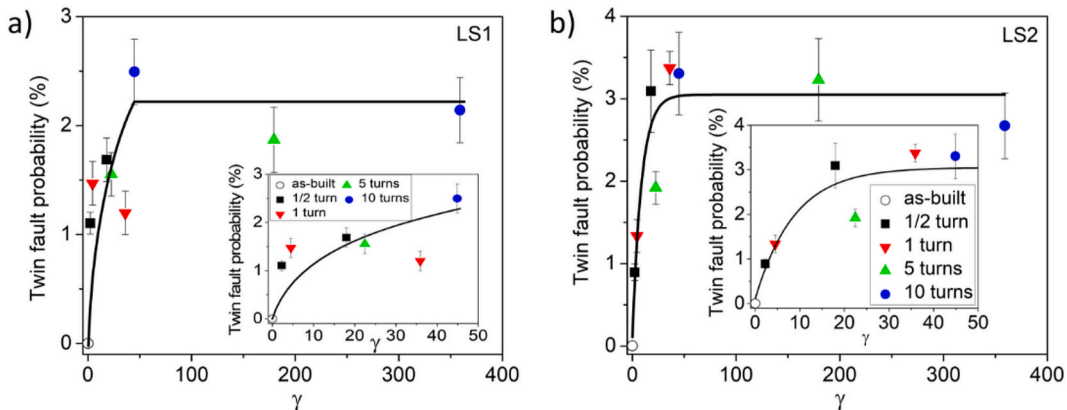 a)
LS1
Twin fault probability (%)
3
2
1
0
0
100
200
300
400
γ
Twin fault probability (%)
3
2
1
0
0
10
20
30
40
50
γ
as-built
5 turns
1/2 turn
10 turns
1 turn
b)
LS2
Twin fault probability (%)
4
3
2
1
0
0
100
200
300
400
γ
Twin fault probability (%)
4
3
2
1
0
0
10
20
30
40
50
γ
as-built
1/2 turn
1 turn
5 turns
10 turns